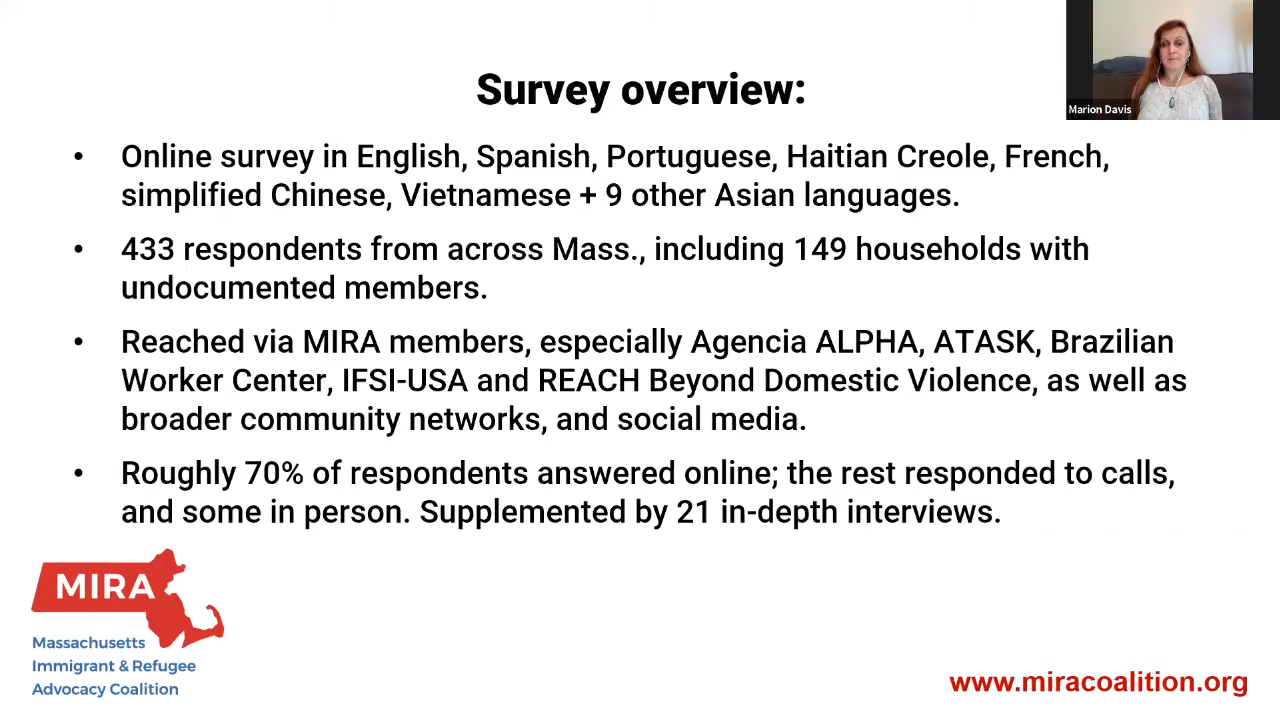 Marion Davis
Survey overview:
• Online survey in English, Spanish, Portuguese, Haitian Creole, French,
simplified Chinese, Vietnamese + 9 other Asian languages.
• 433 respondents from across Mass., including 149 households with
undocumented members.
• Reached via MIRA members, especially Agencia ALPHA, ATASK, Brazilian
Worker Center, IFSI-USA and REACH Beyond Domestic Violence, as well as
broader community networks, and social media.
• Roughly 70% of respondents answered online; the rest responded to calls,
and some in person. Supplemented by 21 in-depth interviews.
MIRA
Massachusetts
Immigrant & Refugee
Advocacy Coalition
www.miracoalition.org